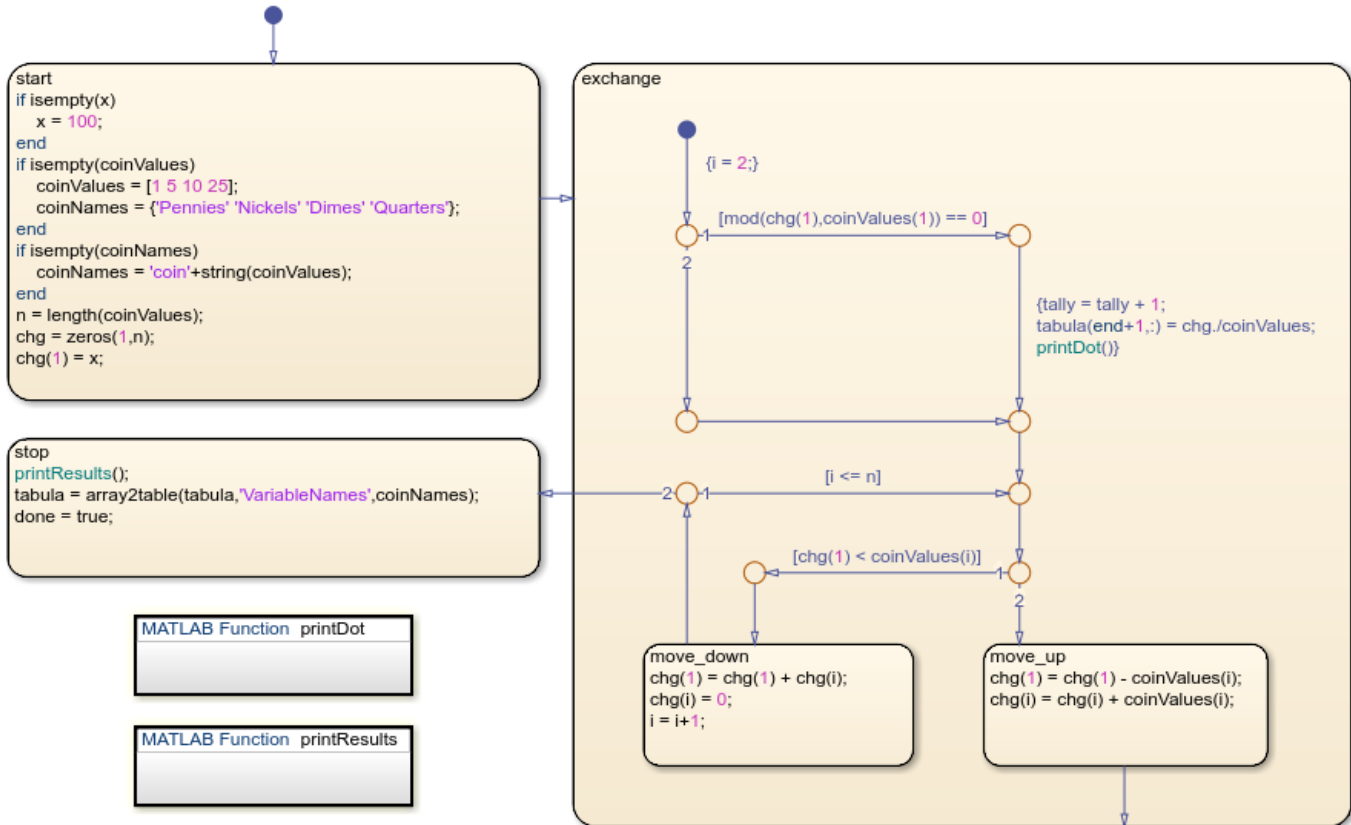 start
if isempty(x)
x = 100;
end
if isempty(coinValues)
coinValues = [1 5 10 25];
coinNames = {'Pennies' 'Nickels' 'Dimes' 'Quarters'};
end
if isempty(coinNames)
coinNames = 'coin'+string(coinValues);
end
n = length(coinValues);
chg = zeros(1,n);
chg(1) = x;
stop
printResults();
tabula = array2table(tabula,'VariableNames',coinNames);
done = true;
MATLAB Function printDot
MATLAB Function printResults
exchange
{i = 2;}
1
[mod(chg(1),coinValues(1)) == 0]
2
{tally = tally + 1;
tabula(end+1,:) = chg./coinValues;
printDot()}
2
1
[i <= n]
[chg(1) < coinValues(i)]
1
2
move_down
chg(1) = chg(1) + chg(i);
chg(i) = 0;
i = i+1;
move_up
chg(1) = chg(1) - coinValues(i);
chg(i) = chg(i) + coinValues(i);